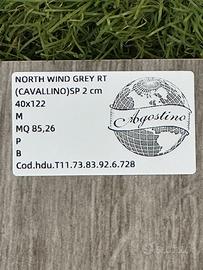 NORTH WIND GREY RT
(CAVALLINO)SP 2 cm
40x122
M
MQ 85,26
P
B
Cod.hdu.T11.73.83.92.6.728
Agostino